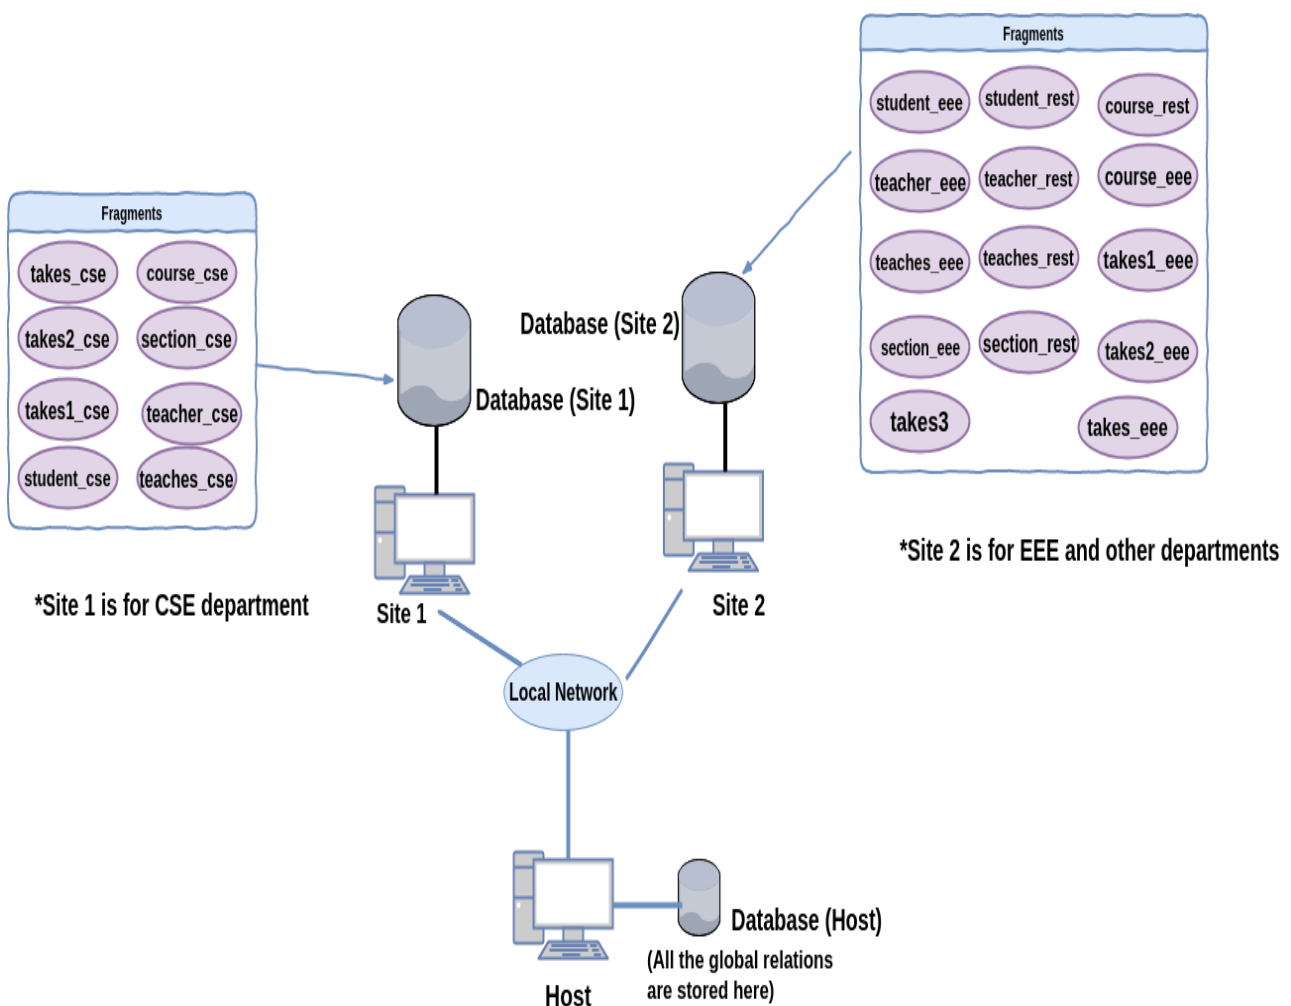 Fragments
student_eee
student_rest
course_rest
teacher_eee
teacher_rest
course_eee
teaches_eee
teaches_rest
takes1_eee
section_eee
section_rest
takes2_eee
takes3
takes_eee
*Site 2 is for EEE and other departments
Fragments
takes_cse
course_cse
takes2_cse
section_cse
takes1_cse
teacher_cse
student_cse
teaches_cse
*Site 1 is for CSE department
Database (Site 2)
Database (Site 1)
Site 1
Site 2
Local Network
Database (Host)
(All the global relations
are stored here)
Host